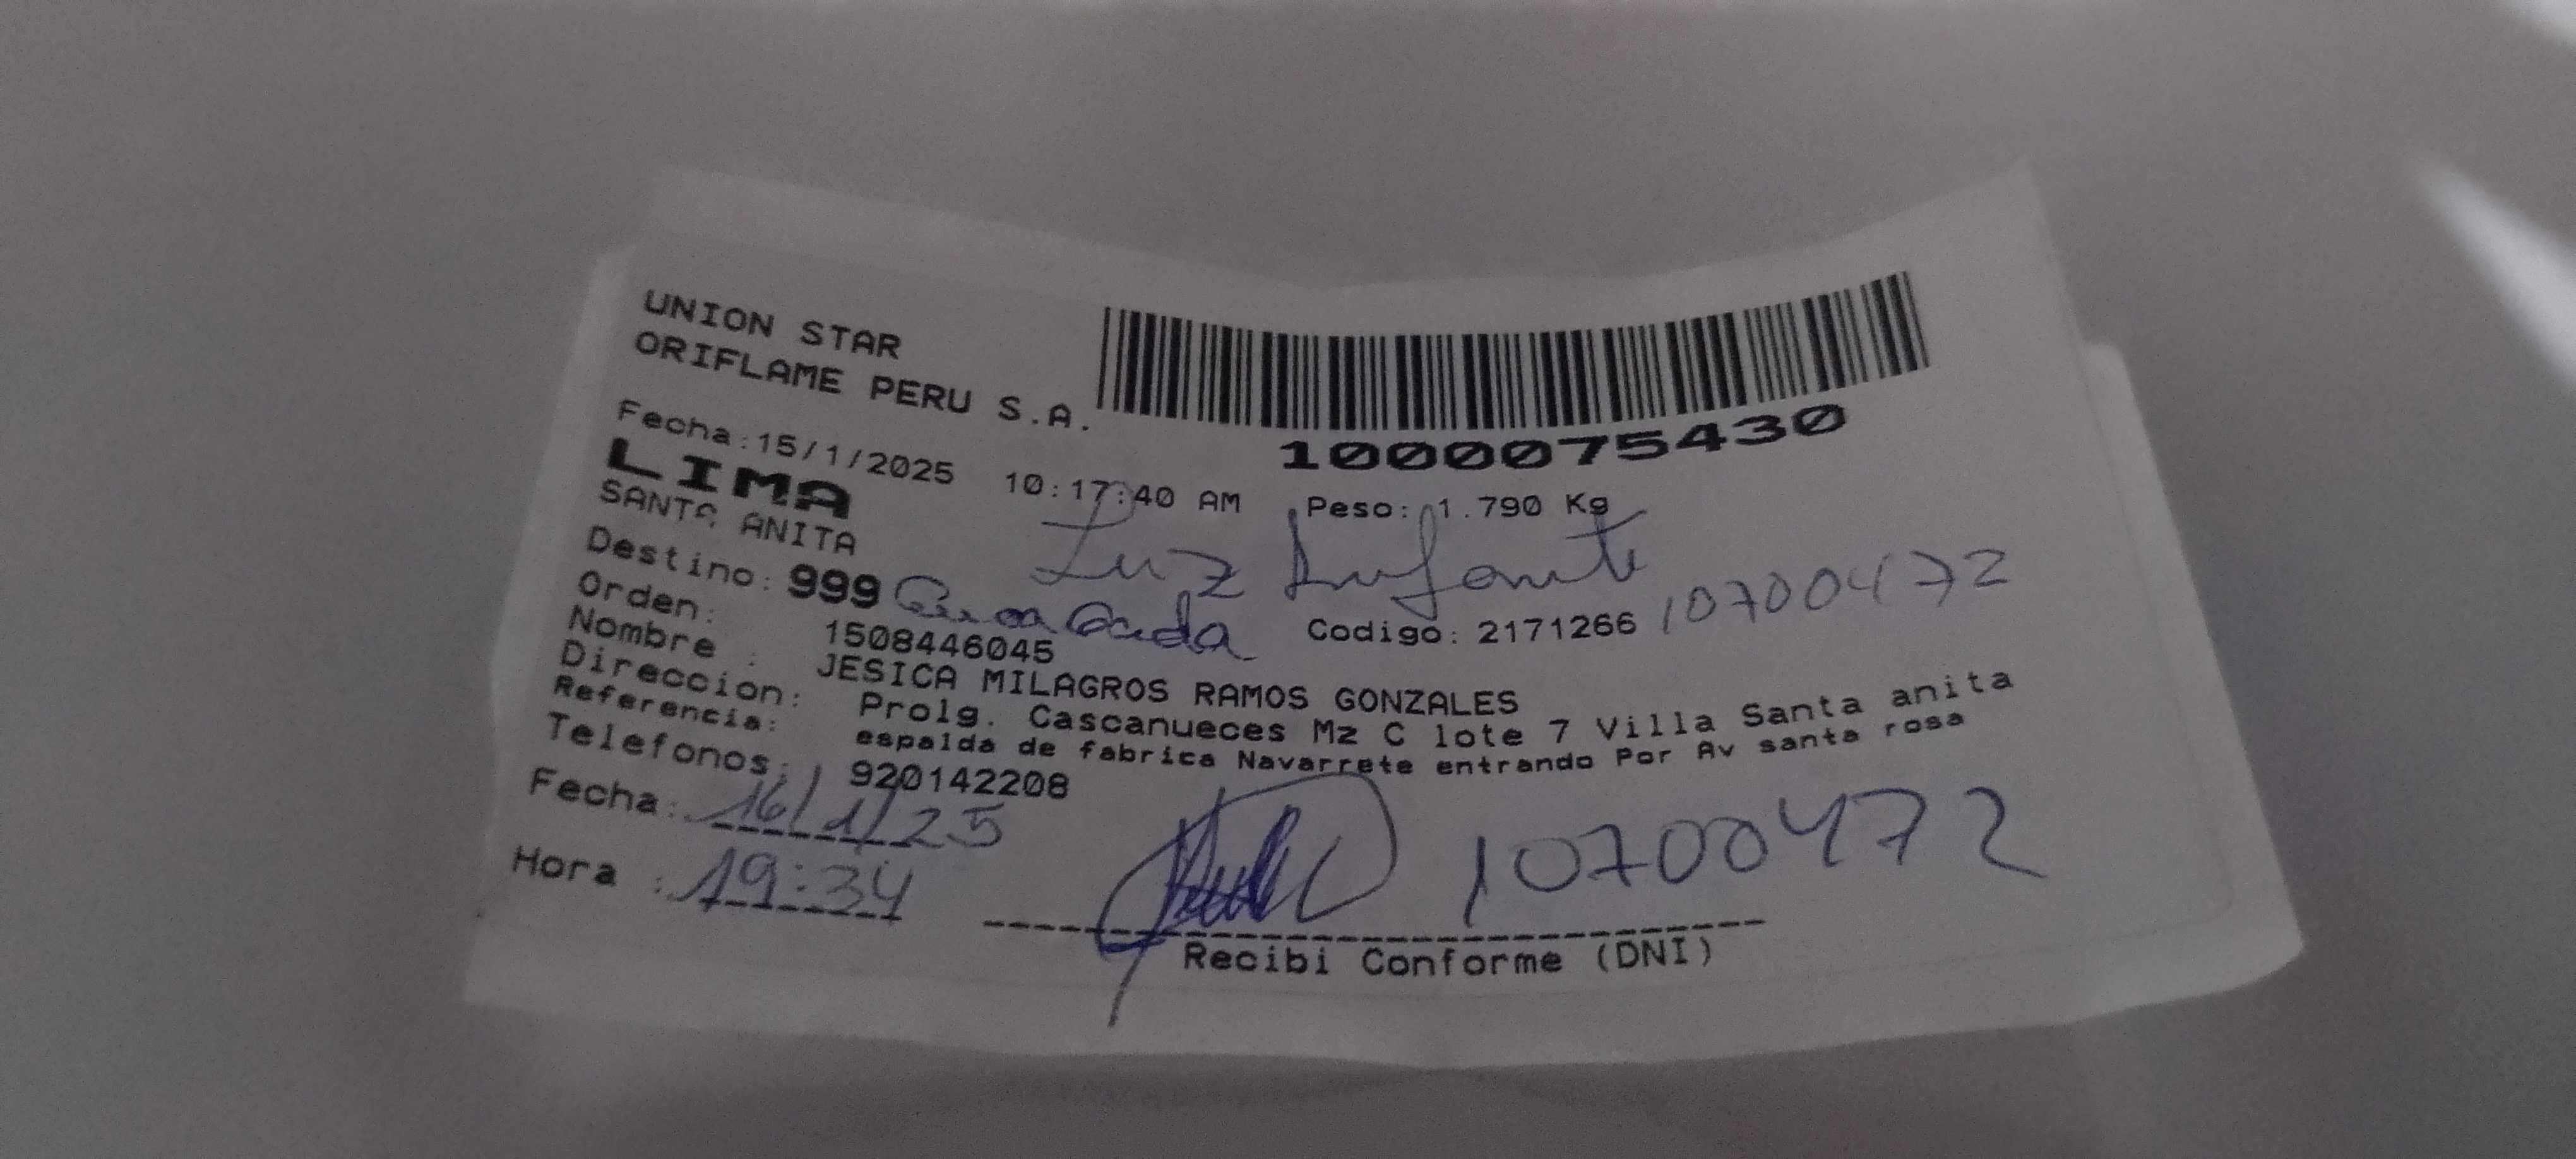 UNION STAR
ORIFLAME PERU S.A.
1000075430
Fecha:15/1/2025 10:17:40 AM Peso: 1.790 Kg
LIMA
SANTA ANITA
Luz Infante
Destino: 999
Codigo: 2171266 10700472
Orden: 1508446045
Nombre : JESICA MILAGROS RAMOS GONZALES
Direccion: Prolg. Cascanueces Mz C lote 7 Villa Santa anita
Referencia: espalda de fabrica Navarrete entrando Por Av santa rosa
Telefonos: 920142208
Fecha: 16/1/25
Hora : 19:34
10700472
Recibi Conforme (DNI)